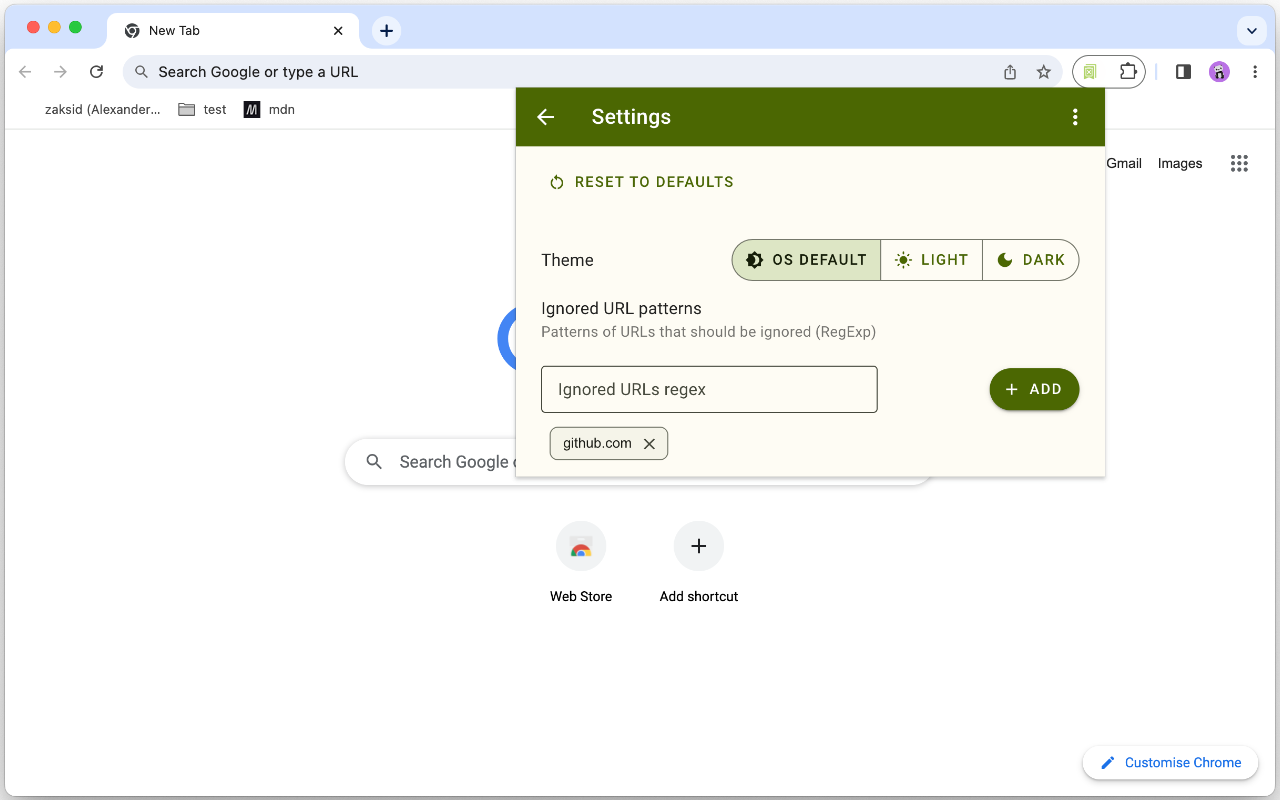 New Tab
Search Google or type a URL
zaksid (Alexander... test mdn
Settings
Gmail Images
RESET TO DEFAULTS
Theme OS DEFAULT LIGHT DARK
Ignored URL patterns
Patterns of URLs that should be ignored (RegExp)
Ignored URLs regex ADD
github.com
Search Google
Web Store Add shortcut
Customise Chrome